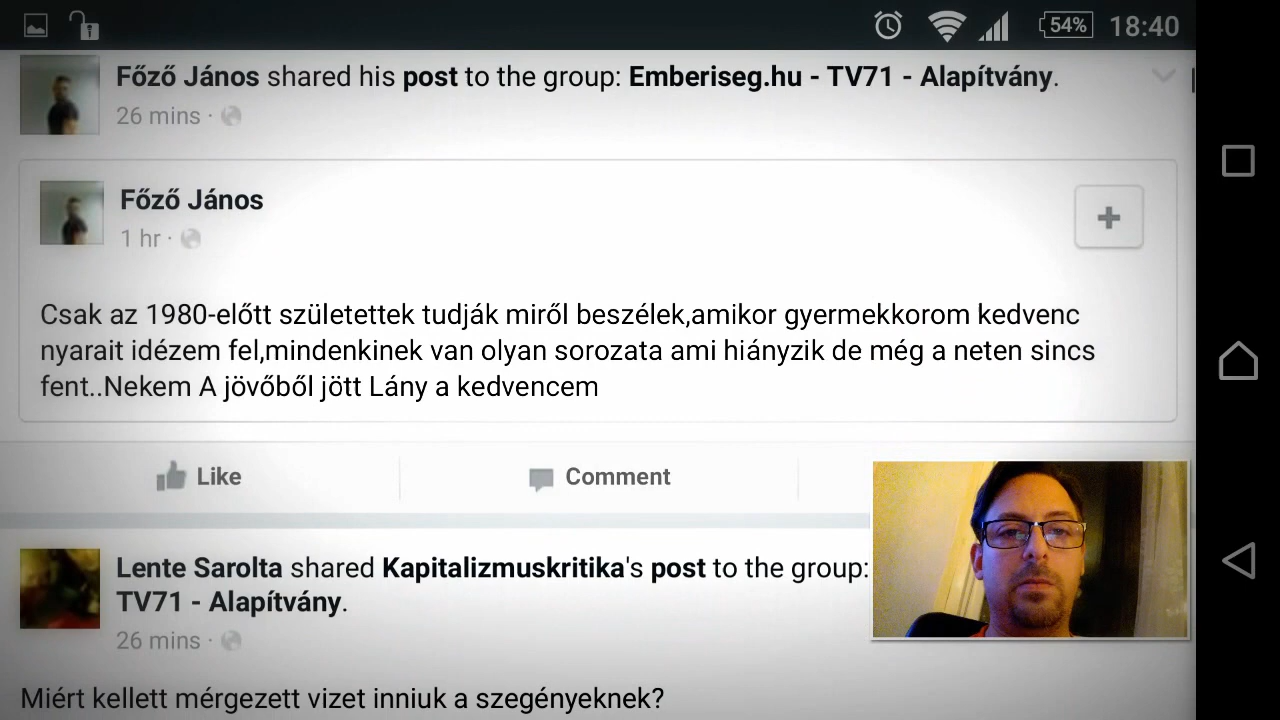 54% 18:40
Főző János shared his post to the group: Emberiseg.hu - TV71 - Alapítvány.
26 mins ·
Főző János
1 hr ·
Csak az 1980-előtt születettek tudják miről beszélek,amikor gyermekkorom kedvenc
nyarait idézem fel,mindenkinek van olyan sorozata ami hiányzik de még a neten sincs
fent..Nekem A jövőből jött Lány a kedvencem
Like Comment
Lente Sarolta shared Kapitalizmuskritika's post to the group:
TV71 - Alapítvány.
26 mins ·
Miért kellett mérgezett vizet inniuk a szegényeknek?